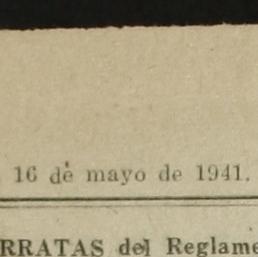 16 de mayo de 1941.
RRATAS del Reglame